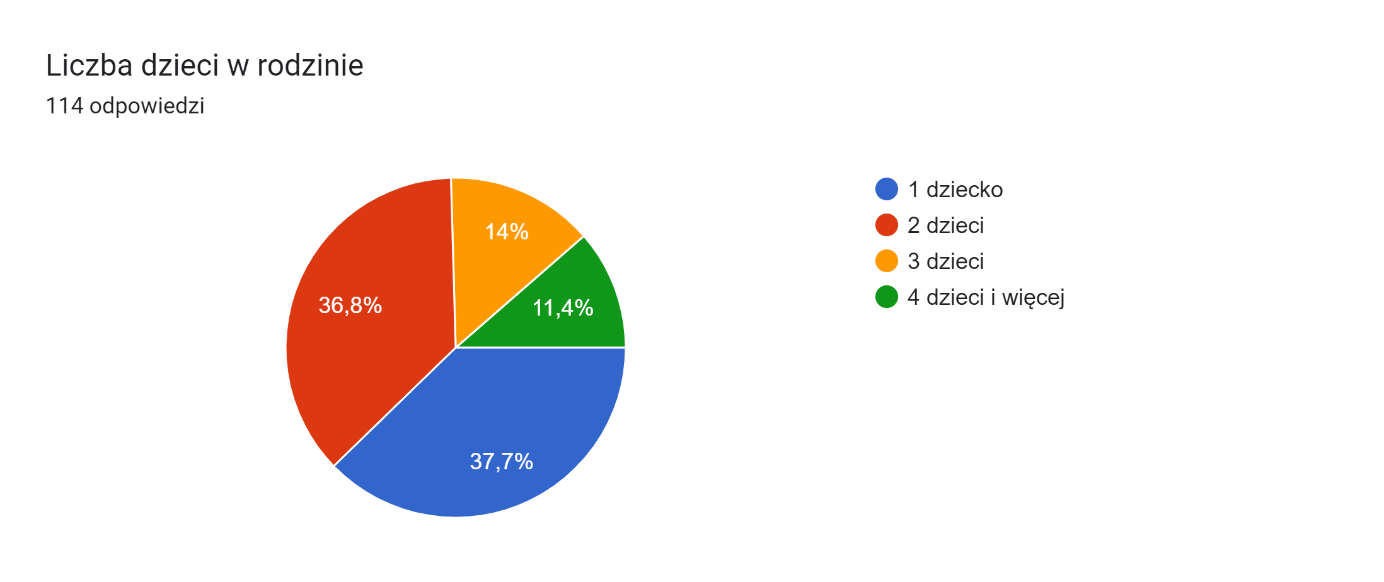 Liczba dzieci w rodzinie
114 odpowiedzi
14%
36,8%
11,4%
37,7%
1 dziecko
2 dzieci
3 dzieci
4 dzieci i więcej